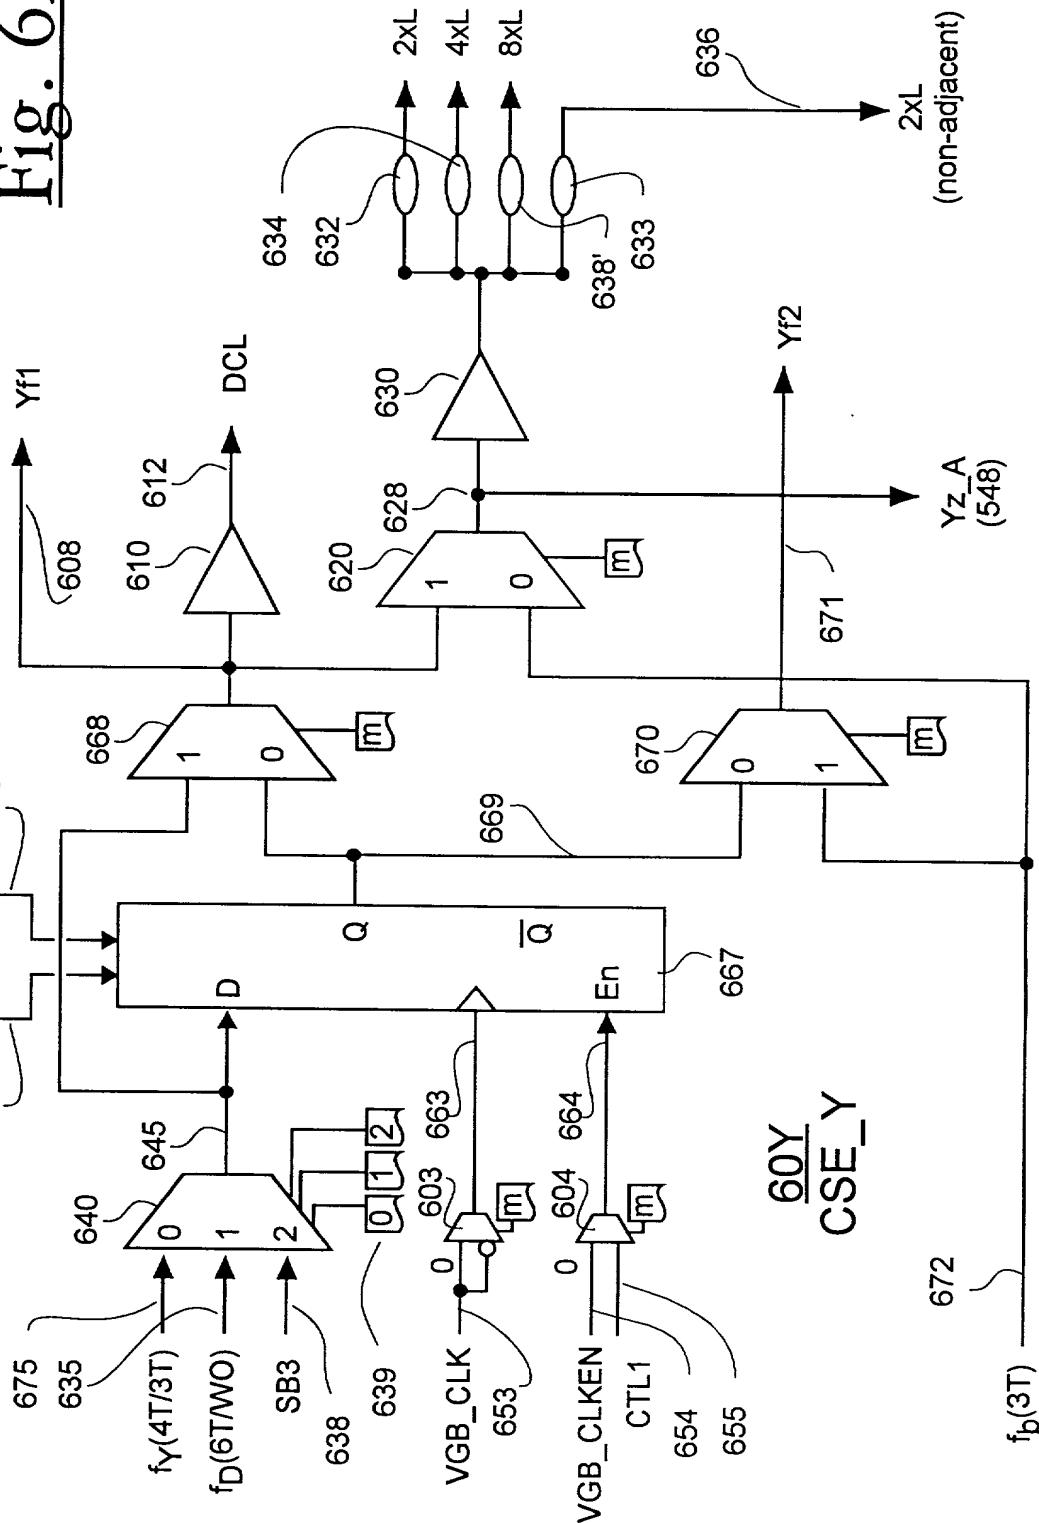 Fig. 6
Yf1
608
DCL
612
610
668
1
0
m
2xL
4xL
8xL
634
632
638'
633
636
2xL
(non-adjacent)
630
628
620
1
0
m
Yz_A
(548)
Yf2
671
670
0
1
m
669
Q
Q
D
En
667
645
640
0
1
2
0
1
2
639
675
635
fY(4T/3T)
fD(6T/WO)
SB3
638
663
603
0
m
VGB_CLK
653
664
604
0
m
VGB_CLKEN
CTL1
654
655
60Y
CSE_Y
672
fb(3T)